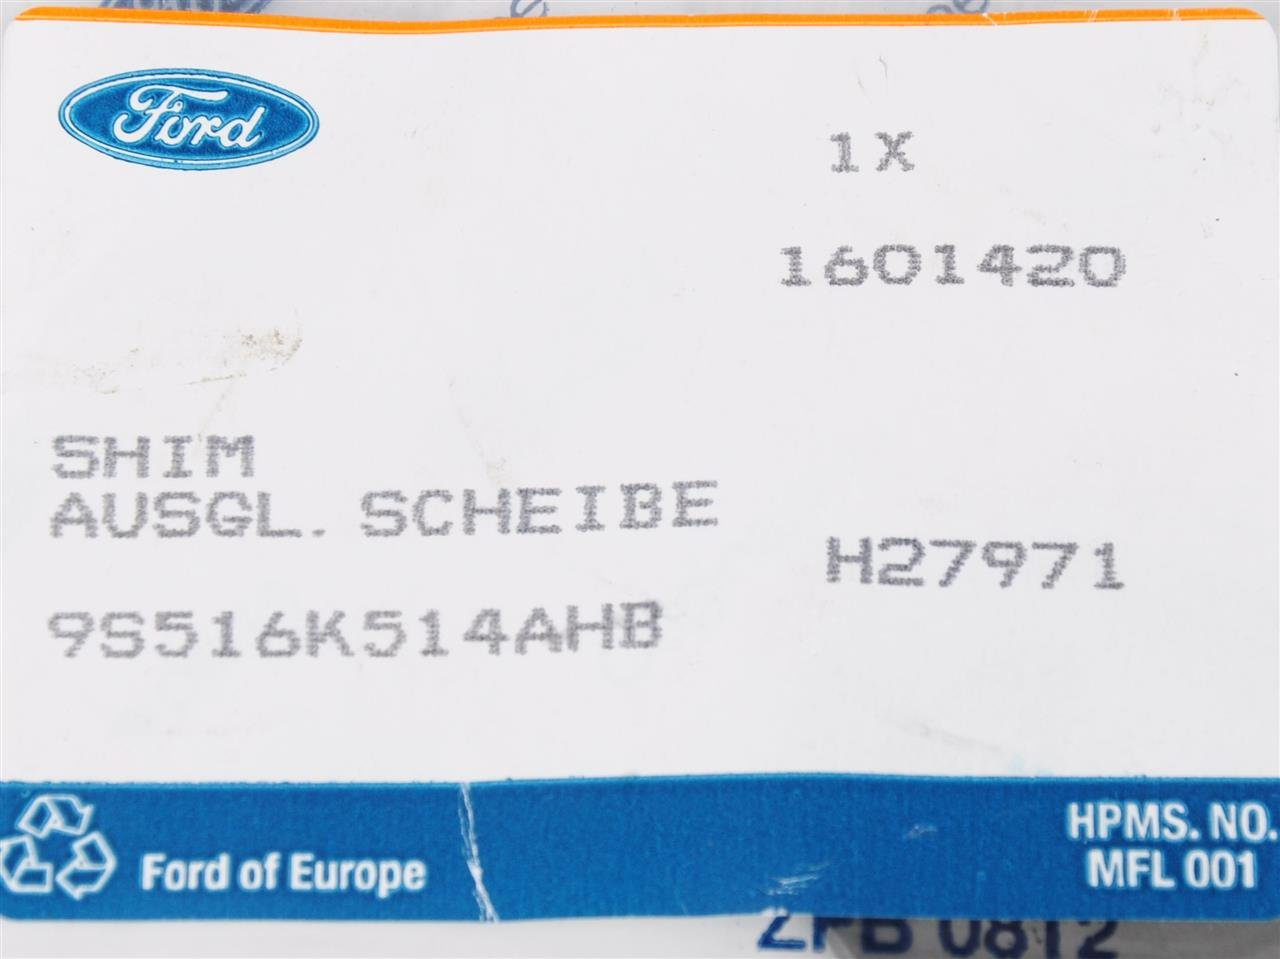 Ford
1X
1601420
SHIM
AUSGL. SCHEIBE
H27971
9S516K514AHB
HPMS. NO.
MFL 001
Ford of Europe